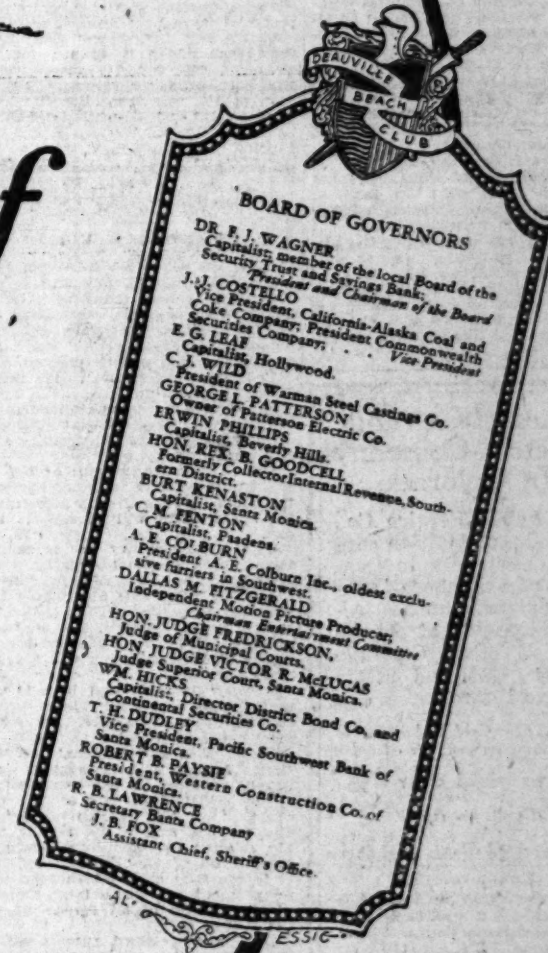 f
DEAUVILLE
BEACH
CLUB
BOARD OF GOVERNORS
DR. F. J. WAGNER
Capitalist; member of the local Board of the
Security Trust and Savings Bank;
President and Chairman of the Board
J. J. COSTELLO
Vice President, California-Alaska Coal and
Coke Company; President Commonwealth
Securities Company; . . . Vice-President
E. G. LEAF
Capitalist, Hollywood.
C. J. WILD
President of Warman Steel Castings Co.
GEORGE L. PATTERSON
Owner of Patterson Electric Co.
ERWIN PHILLIPS
Capitalist, Beverly Hills.
HON. REX. B. GOODCELL
Formerly Collector Internal Revenue, South-
ern District.
BURT KENASTON
Capitalist, Santa Monica.
C. M. FENTON
Capitalist, Paadena.
A. E. COLBURN
President A. E. Colburn Inc., oldest exclu-
sive furriers in Southwest.
DALLAS M. FITZGERALD
Independent Motion Picture Producer;
Chairman Entertainment Committee
HON. JUDGE FREDRICKSON,
Judge of Municipal Courts.
HON. JUDGE VICTOR R. McLUCAS
Judge Superior Court, Santa Monica.
WM. HICKS
Capitalist, Director District Bond Co. and
Continental Securities Co.
T. H. DUDLEY
Vice President, Pacific Southwest Bank of
Santa Monica.
ROBERT B. PAYSIE
President, Western Construction Co. of
Santa Monica.
R. B. LAWRENCE
Secretary Banta Company
J. B. FOX
Assistant Chief, Sheriff's Office.
AL. ESSIG